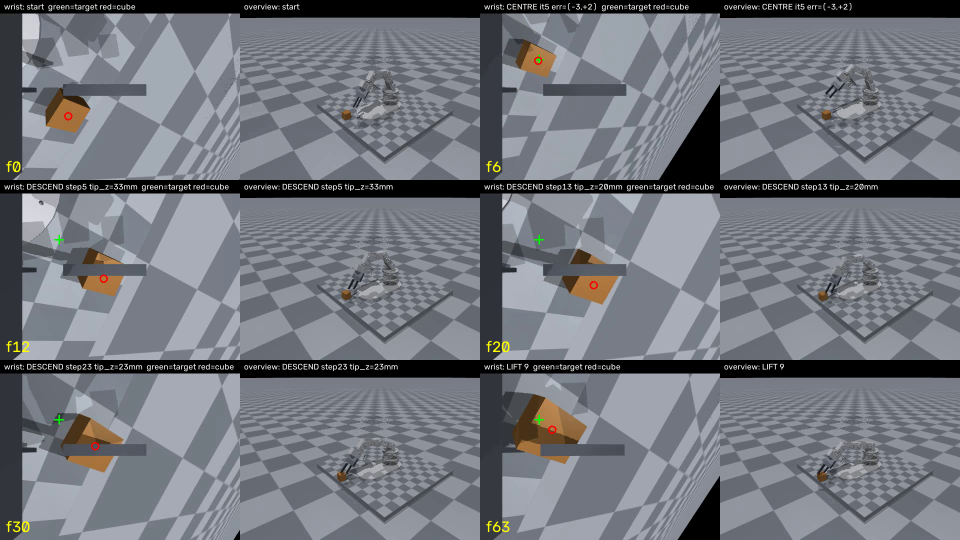 wrist: start green=target red=cube
overview: start
wrist: CENTRE it5 err=(-3,+2) green=target red=cube
overview: CENTRE it5 err=(-3,+2)
f0
f6
wrist: DESCEND step5 tip_z=33mm green=target red=cube
overview: DESCEND step5 tip_z=33mm
wrist: DESCEND step13 tip_z=20mm green=target red=cube
overview: DESCEND step13 tip_z=20mm
f12
f20
wrist: DESCEND step23 tip_z=23mm green=target red=cube
overview: DESCEND step23 tip_z=23mm
wrist: LIFT 9 green=target red=cube
overview: LIFT 9
f30
f63